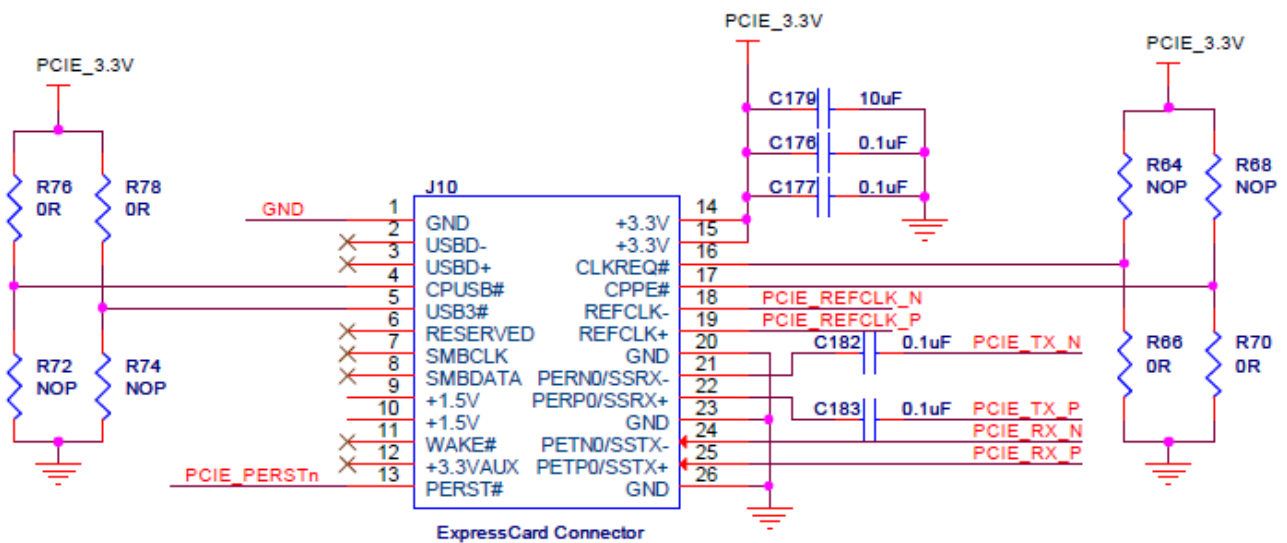 PCIE_3.3V
PCIE_3.3V
PCIE_3.3V
C179 10uF
C176 0.1uF
C177 0.1uF
R76
0R
R78
0R
R64
NOP
R68
NOP
J10
GND 1 GND
2 USBD-
3 USBD+
4 CPUSB#
5 USB3#
6 RESERVED
7 SMBCLK
8 SMBDATA
9 +1.5V
10 +1.5V
11 WAKE#
12 +3.3VAUX
PCIE_PERSTn 13 PERST#
+3.3V 14
+3.3V 15
CLKREQ# 16
CPPE# 17
REFCLK- 18 PCIE_REFCLK_N
REFCLK+ 19 PCIE_REFCLK_P
GND 20
PERN0/SSRX- 21 C182 0.1uF PCIE_TX_N
PERP0/SSRX+ 22 C183 0.1uF PCIE_TX_P
GND 23
PETN0/SSTX- 24 PCIE_RX_N
PETP0/SSTX+ 25 PCIE_RX_P
GND 26
R72
NOP
R74
NOP
R66
0R
R70
0R
ExpressCard Connector